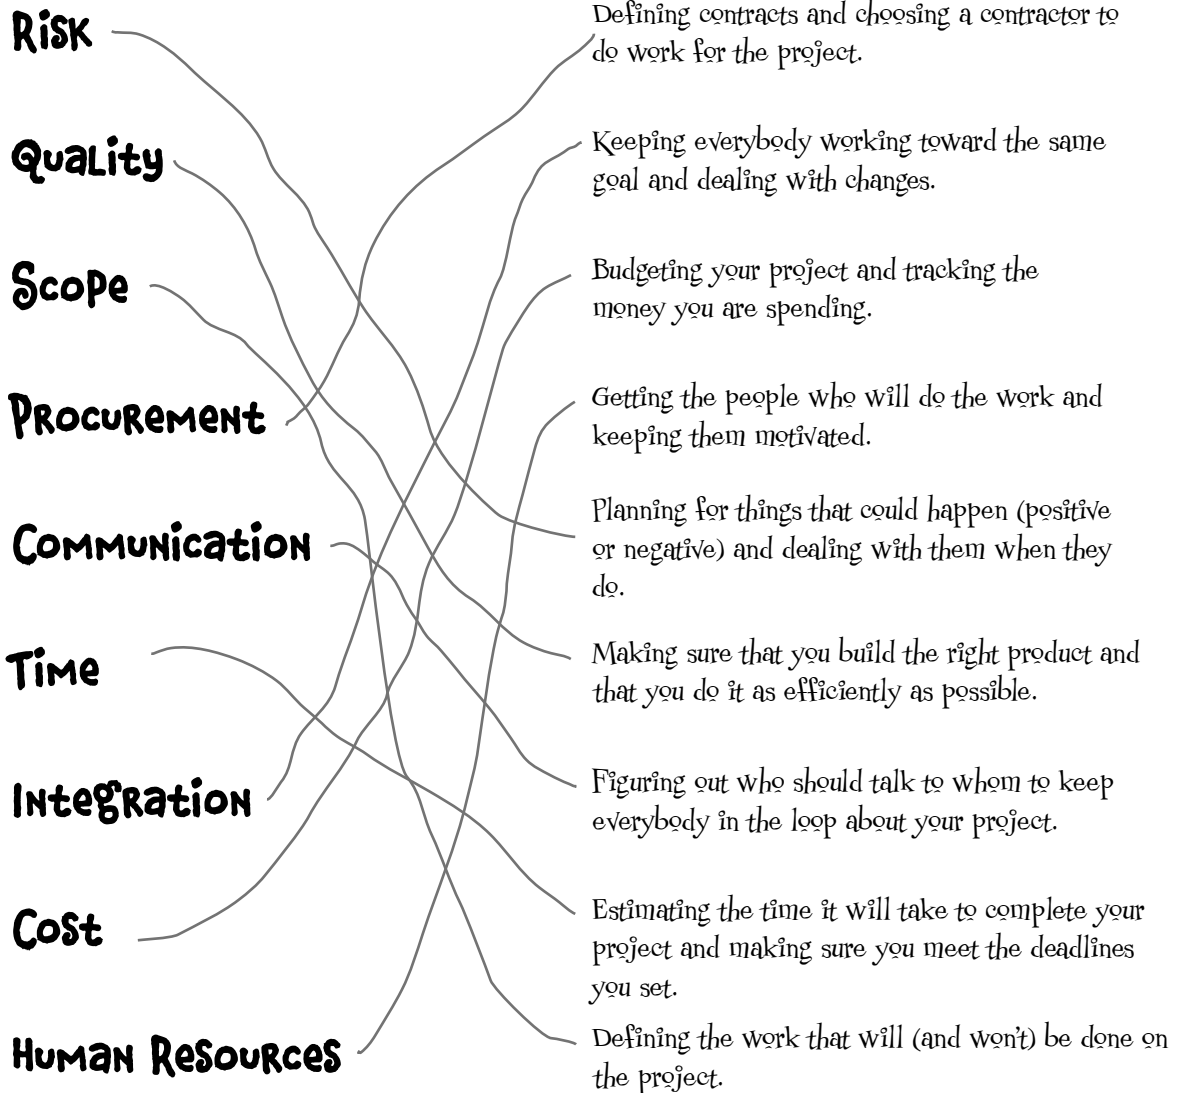 Risk
Quality
Scope
Procurement
Communication
Time
Integration
Cost
Human Resources
Defining contracts and choosing a contractor to
do work for the project.
Keeping everybody working toward the same
goal and dealing with changes.
Budgeting your project and tracking the
money you are spending.
Getting the people who will do the work and
keeping them motivated.
Planning for things that could happen (positive
or negative) and dealing with them when they
do.
Making sure that you build the right product and
that you do it as efficiently as possible.
Figuring out who should talk to whom to keep
everybody in the loop about your project.
Estimating the time it will take to complete your
project and making sure you meet the deadlines
you set.
Defining the work that will (and won't) be done on
the project.